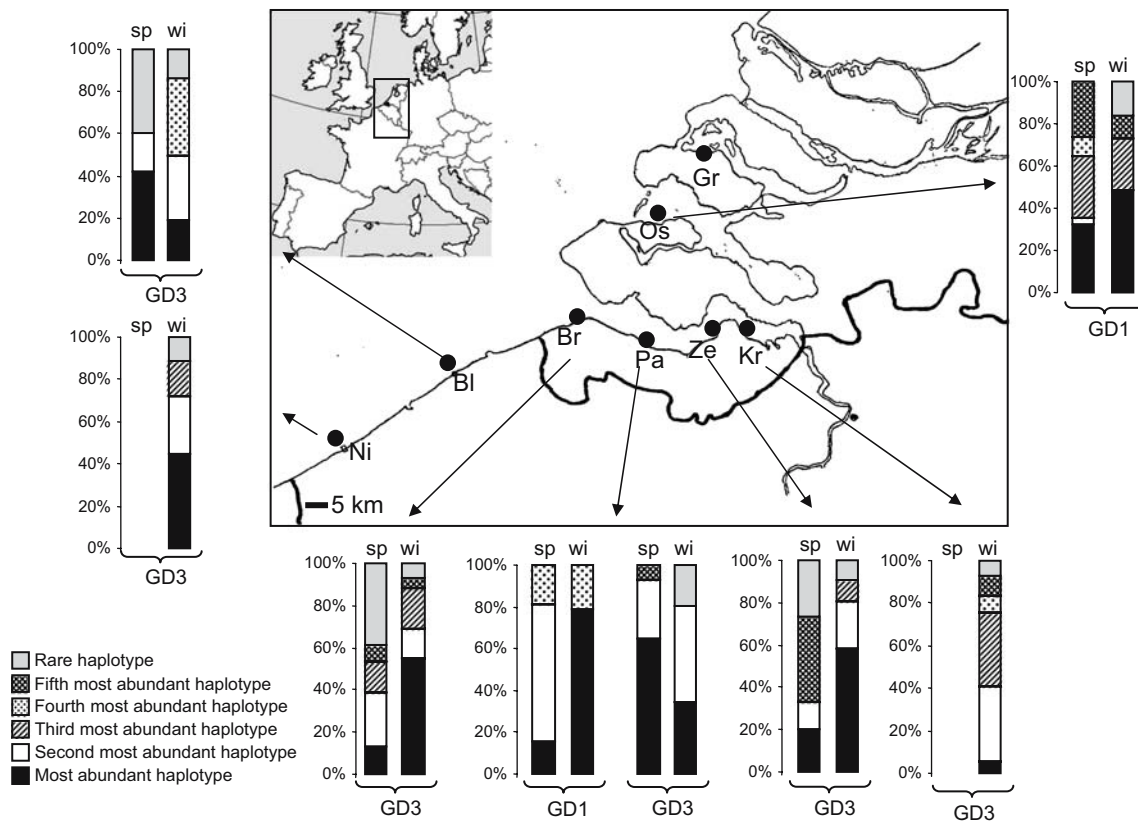 sp wi
100%
80%
60%
40%
20%
0%
GD3
sp wi
100%
80%
60%
40%
20%
0%
GD3
Gr
Os
Br
Pa
Ze
Kr
Bl
Ni
5 km
sp wi
100%
80%
60%
40%
20%
0%
GD1
sp wi
100%
80%
60%
40%
20%
0%
GD3
sp wi
100%
80%
60%
40%
20%
0%
GD1
sp wi
100%
80%
60%
40%
20%
0%
GD3
sp wi
100%
80%
60%
40%
20%
0%
GD3
sp wi
100%
80%
60%
40%
20%
0%
GD3
Rare haplotype
Fifth most abundant haplotype
Fourth most abundant haplotype
Third most abundant haplotype
Second most abundant haplotype
Most abundant haplotype